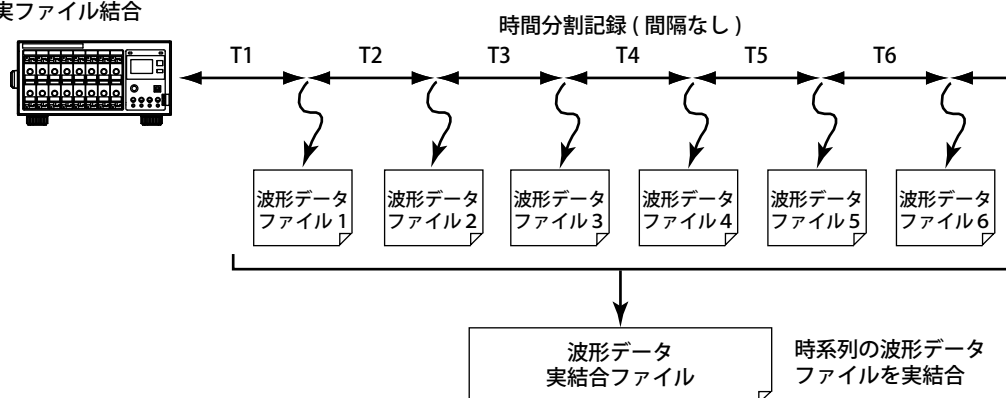 実ファイル結合
時間分割記録 ( 間隔なし )
T1 T2 T3 T4 T5 T6
波形データ
ファイル 1
波形データ
ファイル 2
波形データ
ファイル 3
波形データ
ファイル 4
波形データ
ファイル 5
波形データ
ファイル 6
波形データ
実結合ファイル
時系列の波形データ
ファイルを実結合